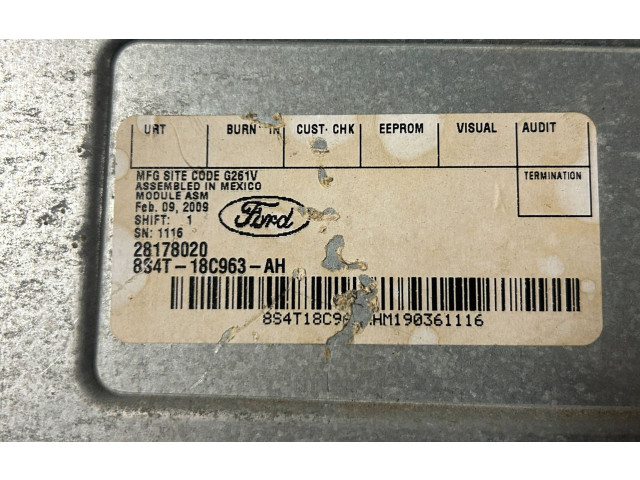 URT BURN IN CUST. CHK EEPROM VISUAL AUDIT
TERMINATION
MFG SITE CODE G261V
ASSEMBLED IN MEXICO
MODULE ASM
Feb. 09, 2009
SHIFT: 1
SN: 1116
Ford
28178020
8S4T-18C963-AH